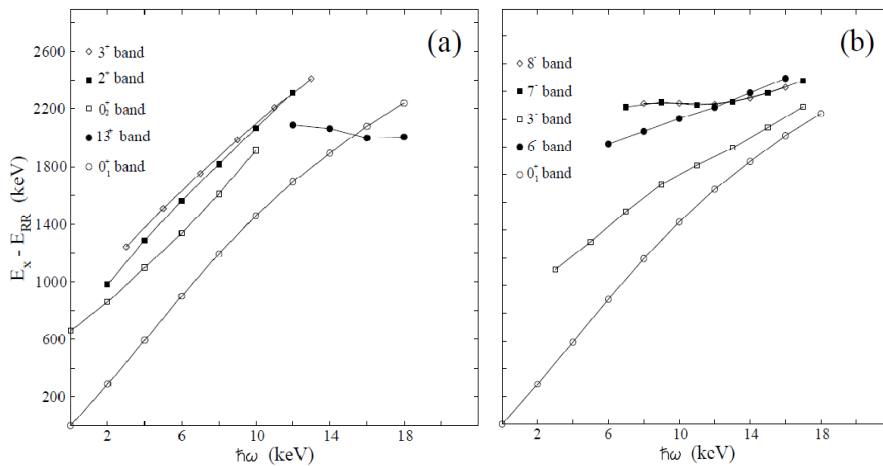 (a)
3⁺ band
2⁺ band
0₂⁺ band
13⁺ band
0₁⁺ band
2600
2200
1800
1400
1000
600
200
2 6 10 14 18
E_X - E_RR (keV)
ħω (keV)
(b)
8⁻ band
7⁻ band
3⁻ band
6⁻ band
0₁⁺ band
2 6 10 14 18
ħω (keV)